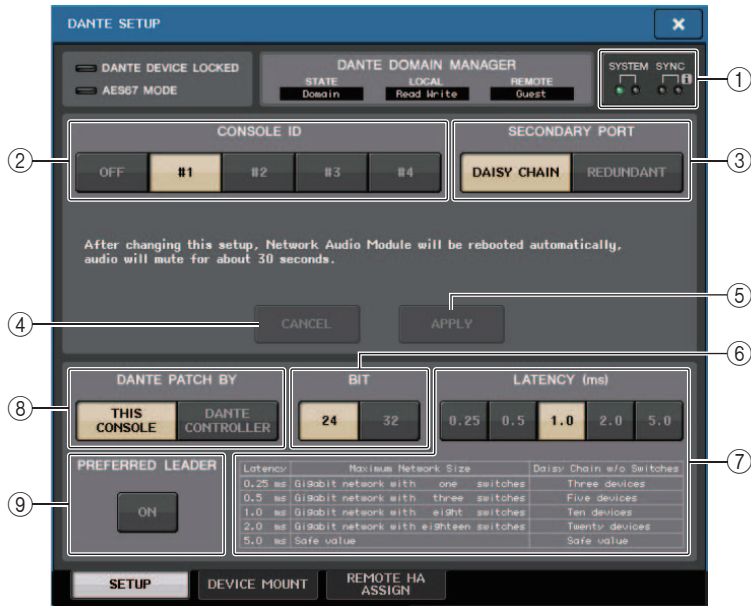 DANTE SETUP
×
DANTE DEVICE LOCKED
AES67 MODE
DANTE DOMAIN MANAGER
STATE LOCAL REMOTE
Domain Read Write Guest
SYSTEM SYNC
i
①
②
CONSOLE ID
OFF #1 #2 #3 #4
SECONDARY PORT
DAISY CHAIN REDUNDANT
③
After changing this setup, Network Audio Module will be rebooted automatically,
audio will mute for about 30 seconds.
④
CANCEL
APPLY
⑤
⑥
⑧
DANTE PATCH BY
THIS
CONSOLE
DANTE
CONTROLLER
BIT
24 32
LATENCY (ms)
0.25 0.5 1.0 2.0 5.0
⑦
⑨
PREFERRED LEADER
ON
Latency Maximum Network Size Daisy Chain w/o Switches
0.25 ms Gigabit network with one switches Three devices
0.5 ms Gigabit network with three switches Five devices
1.0 ms Gigabit network with eight switches Ten devices
2.0 ms Gigabit network with eighteen switches Twenty devices
5.0 ms Safe value Safe value
SETUP
DEVICE MOUNT
REMOTE HA
ASSIGN